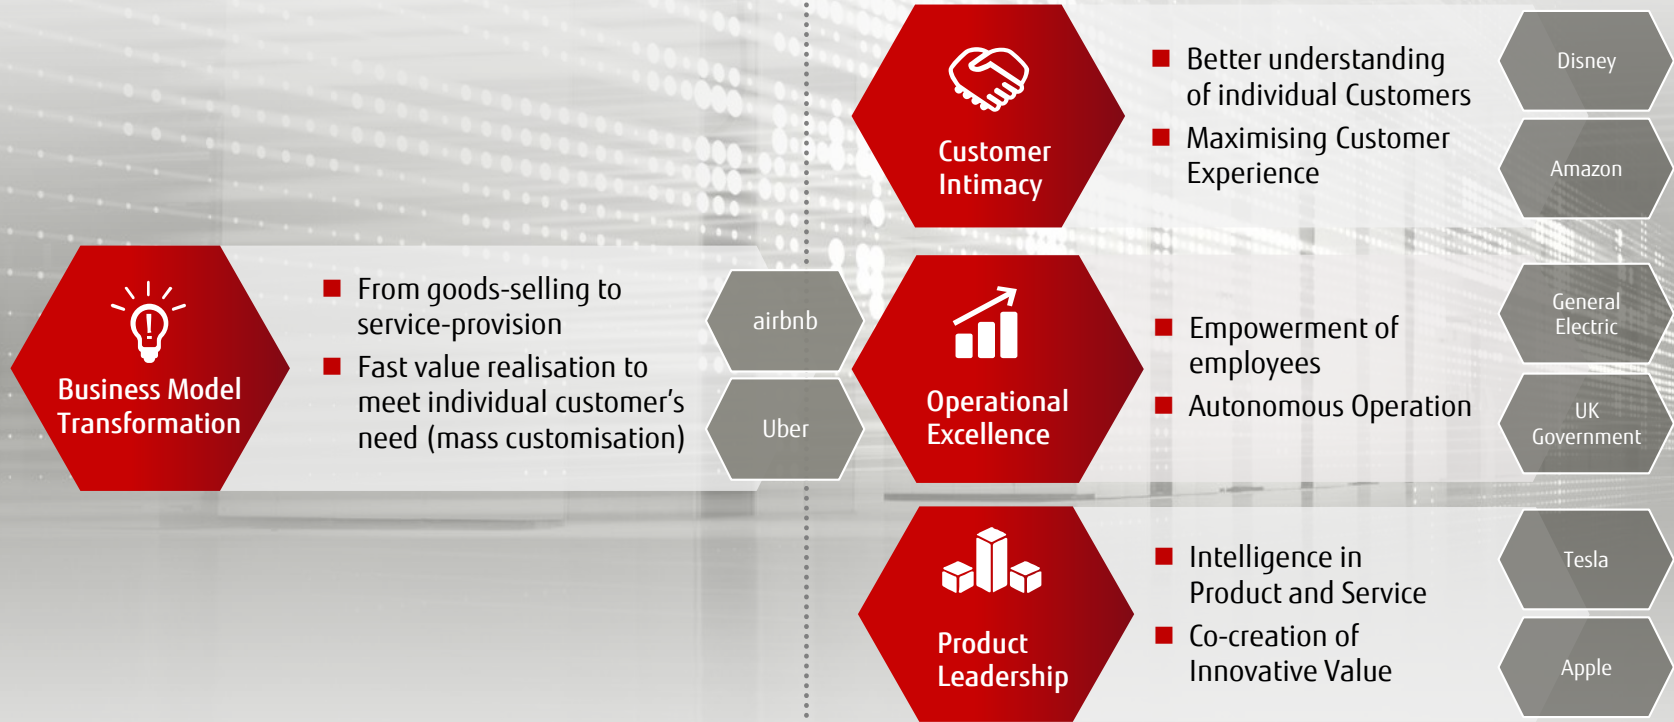 Business Model
Transformation
From goods-selling to
service-provision
Fast value realisation to
meet individual customer's
need (mass customisation)
airbnb
Uber
Customer
Intimacy
Better understanding
of individual Customers
Maximising Customer
Experience
Disney
Amazon
Operational
Excellence
Empowerment of
employees
Autonomous Operation
General
Electric
UK
Government
Product
Leadership
Intelligence in
Product and Service
Co-creation of
Innovative Value
Tesla
Apple